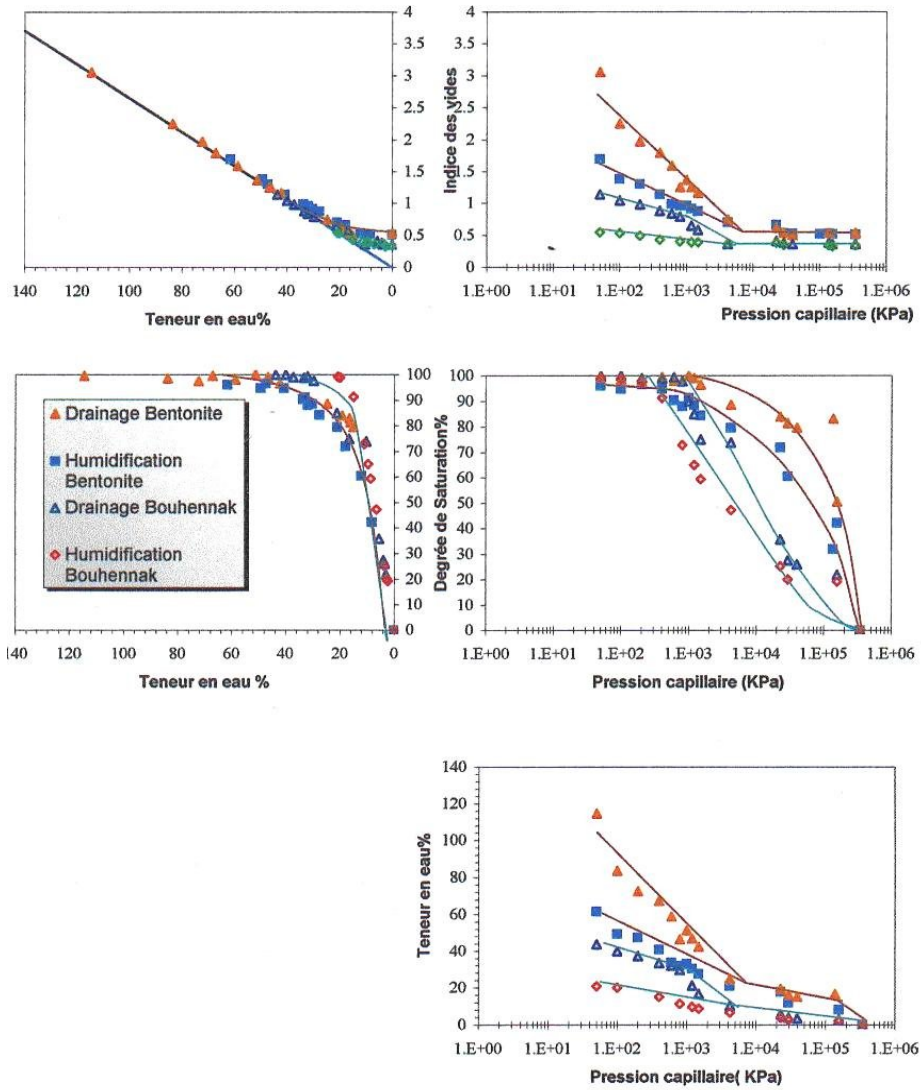 4
3.5
3
2.5
2
1.5
1
0.5
0
140 120 100 80 60 40 20 0
Teneur en eau%
Indice des vides
4
3.5
3
2.5
2
1.5
1
0.5
0
1.E+00 1.E+01 1.E+02 1.E+03 1.E+04 1.E+05 1.E+06
Pression capillaire (KPa)
100
90
80
70
60
50
40
30
20
10
0
140 120 100 80 60 40 20 0
Teneur en eau %
Drainage Bentonite
Humidification
Bentonite
Drainage Bouhennak
Humidification
Bouhennak
Degrée de Saturation%
100
90
80
70
60
50
40
30
20
10
0
1.E+00 1.E+01 1.E+02 1.E+03 1.E+04 1.E+05 1.E+06
Pression capillaire (KPa)
Teneur en eau%
140
120
100
80
60
40
20
0
1.E+00 1.E+01 1.E+02 1.E+03 1.E+04 1.E+05 1.E+06
Pression capillaire( KPa)